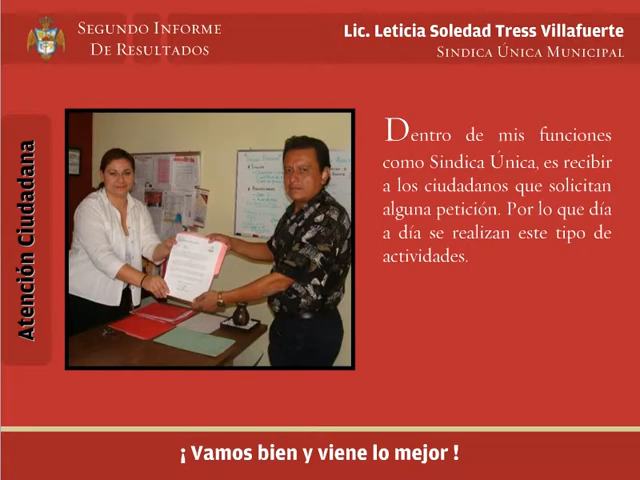 Segundo Informe
De Resultados
Lic. Leticia Soledad Tress Villafuerte
Sindica Única Municipal
Atención Ciudadana
Dentro de mis funciones
como Sindica Única, es recibir
a los ciudadanos que solicitan
alguna petición. Por lo que día
a día se realizan este tipo de
actividades.
¡ Vamos bien y viene lo mejor !